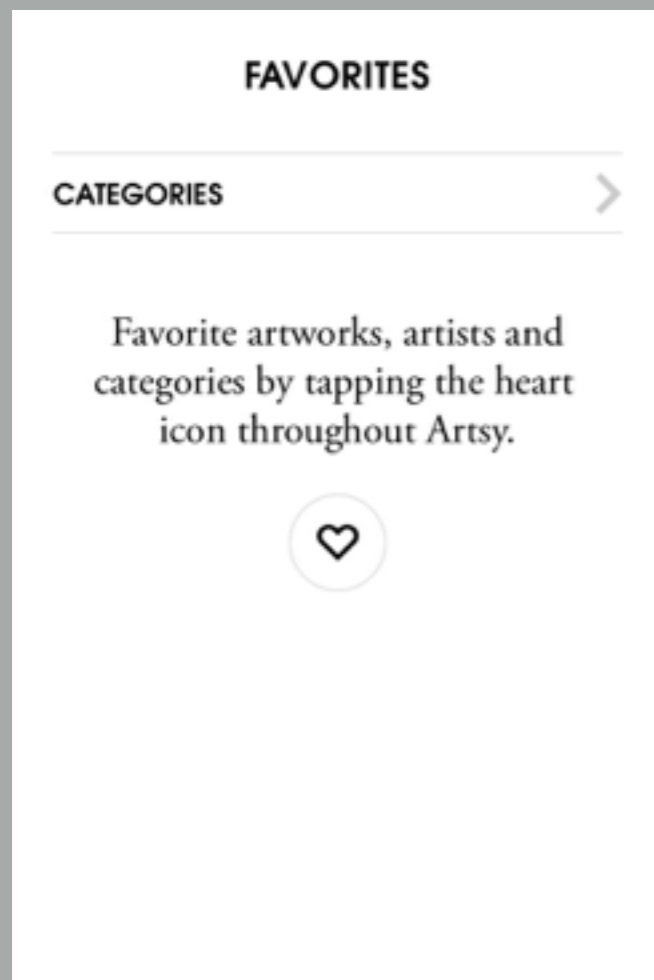 FAVORITES
CATEGORIES
Favorite artworks, artists and
categories by tapping the heart
icon throughout Artsy.